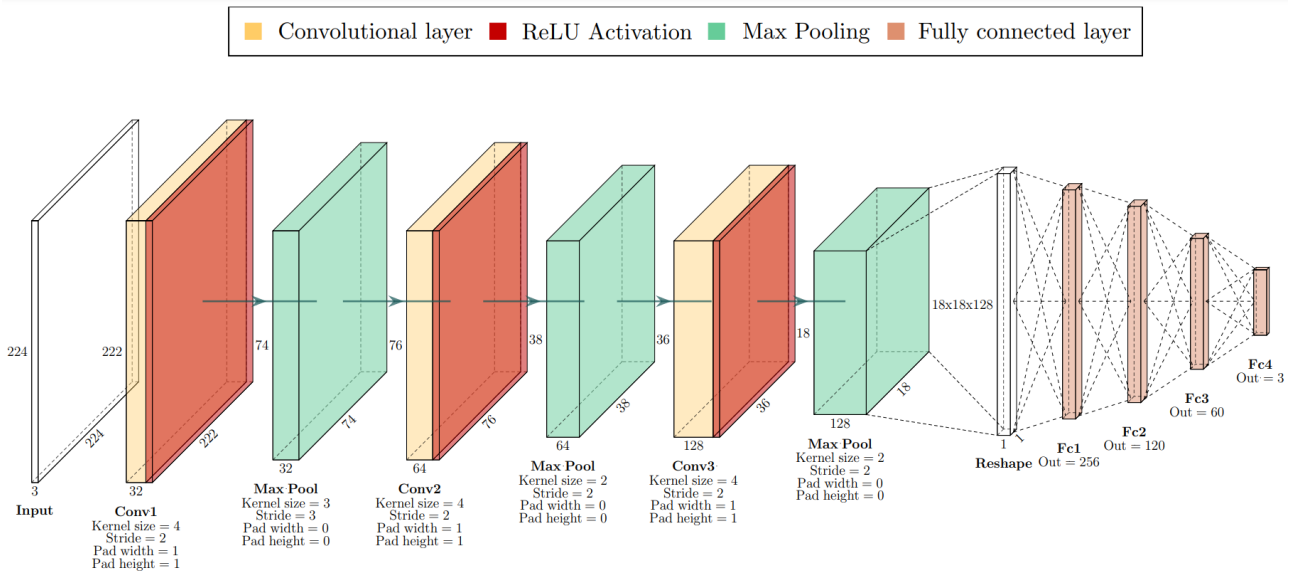 Convolutional layer ReLU Activation Max Pooling Fully connected layer
224
224
3
Input
222
222
32
Conv1
Kernel size = 4
Stride = 2
Pad width = 1
Pad height = 1
74
74
32
Max Pool
Kernel size = 3
Stride = 3
Pad width = 0
Pad height = 0
76
76
64
Conv2
Kernel size = 4
Stride = 2
Pad width = 1
Pad height = 1
38
38
64
Max Pool
Kernel size = 2
Stride = 2
Pad width = 0
Pad height = 0
36
36
128
Conv3
Kernel size = 4
Stride = 2
Pad width = 1
Pad height = 1
18
18
128
Max Pool
Kernel size = 2
Stride = 2
Pad width = 0
Pad height = 0
18x18x128
1
1
Reshape
Fc1
Out = 256
Fc2
Out = 120
Fc3
Out = 60
Fc4
Out = 3